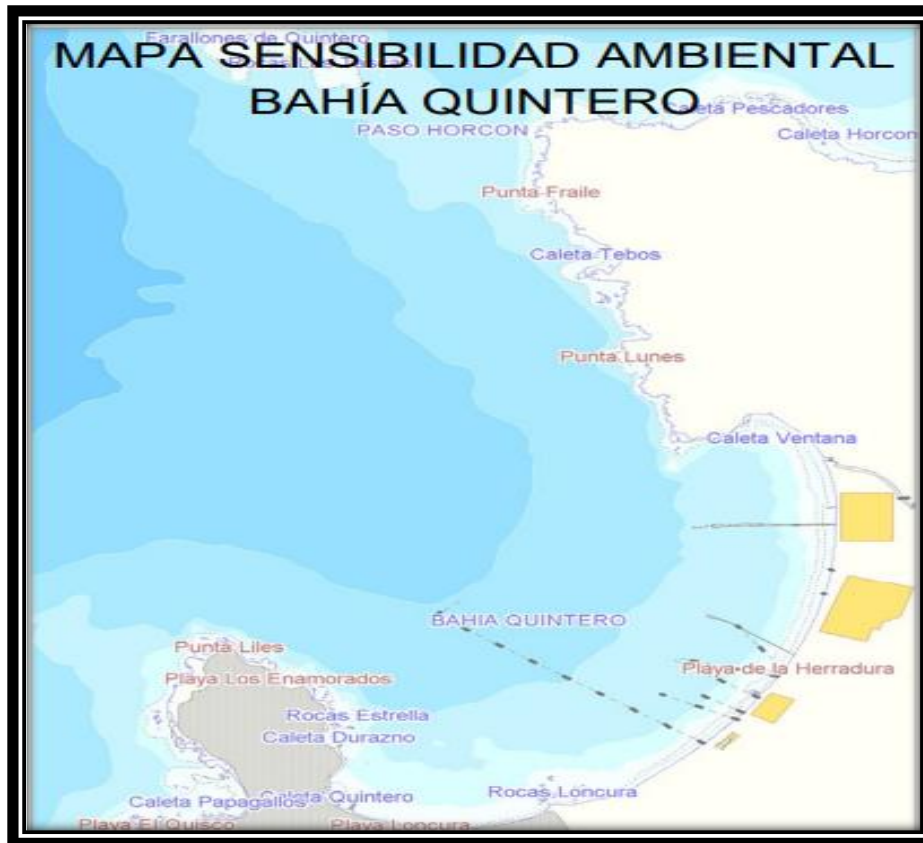 Farallones de Quintero
MAPA SENSIBILIDAD AMBIENTAL
BAHÍA QUINTERO
Caleta Pescadores
PASO HORCON
Caleta Horcon
Punta Fraile
Caleta Tebos
Punta Lunes
Caleta Ventana
BAHIA QUINTERO
Punta Liles
Playa de la Herradura
Playa Los Enamorados
Rocas Estrella
Caleta Durazno
Rocas Loncura
Caleta Papagallos
Caleta Quintero
Playa El Quisco
Playa Loncura